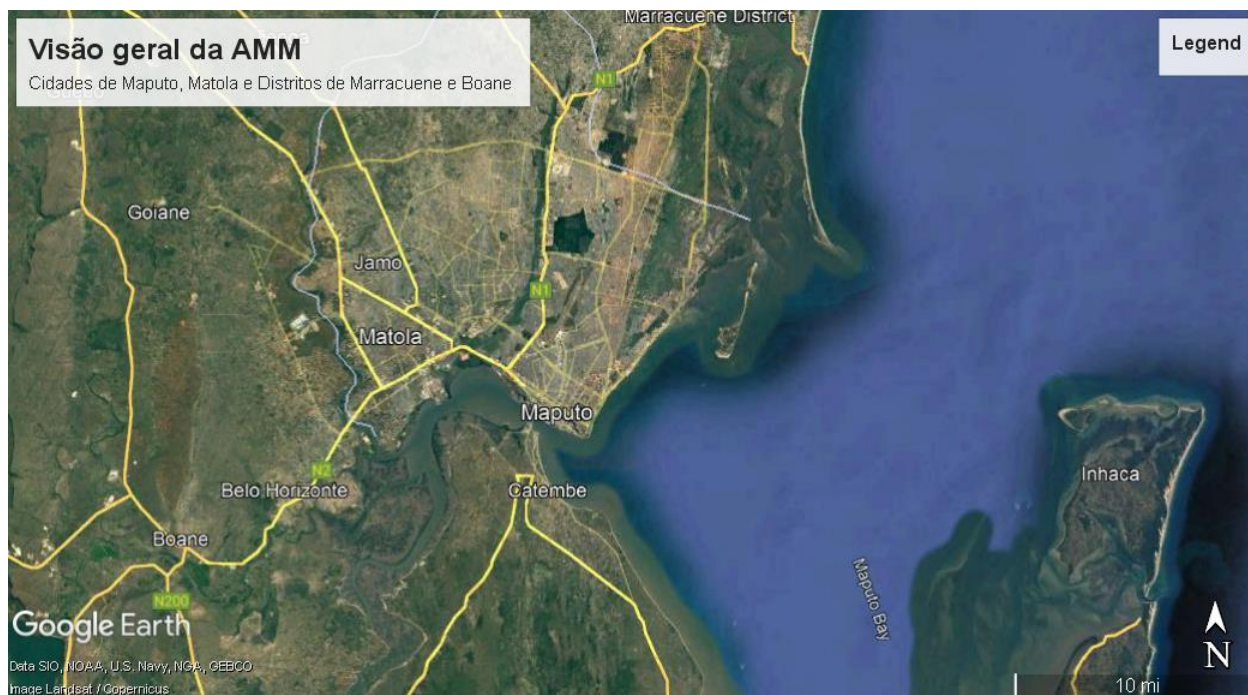 Marracuene District
Visão geral da AMM
Cidades de Maputo, Matola e Distritos de Marracuene e Boane
Legend
N1
Goiane
Jamo
N1
Matola
Maputo
N2
Belo Horizonte
Catembe
Inhaca
Boane
Maputo Bay
N200
Google Earth
N
Data SIO, NOAA, U.S. Navy, NGA, GEBCO
Image Landsat / Copernicus
10 mi